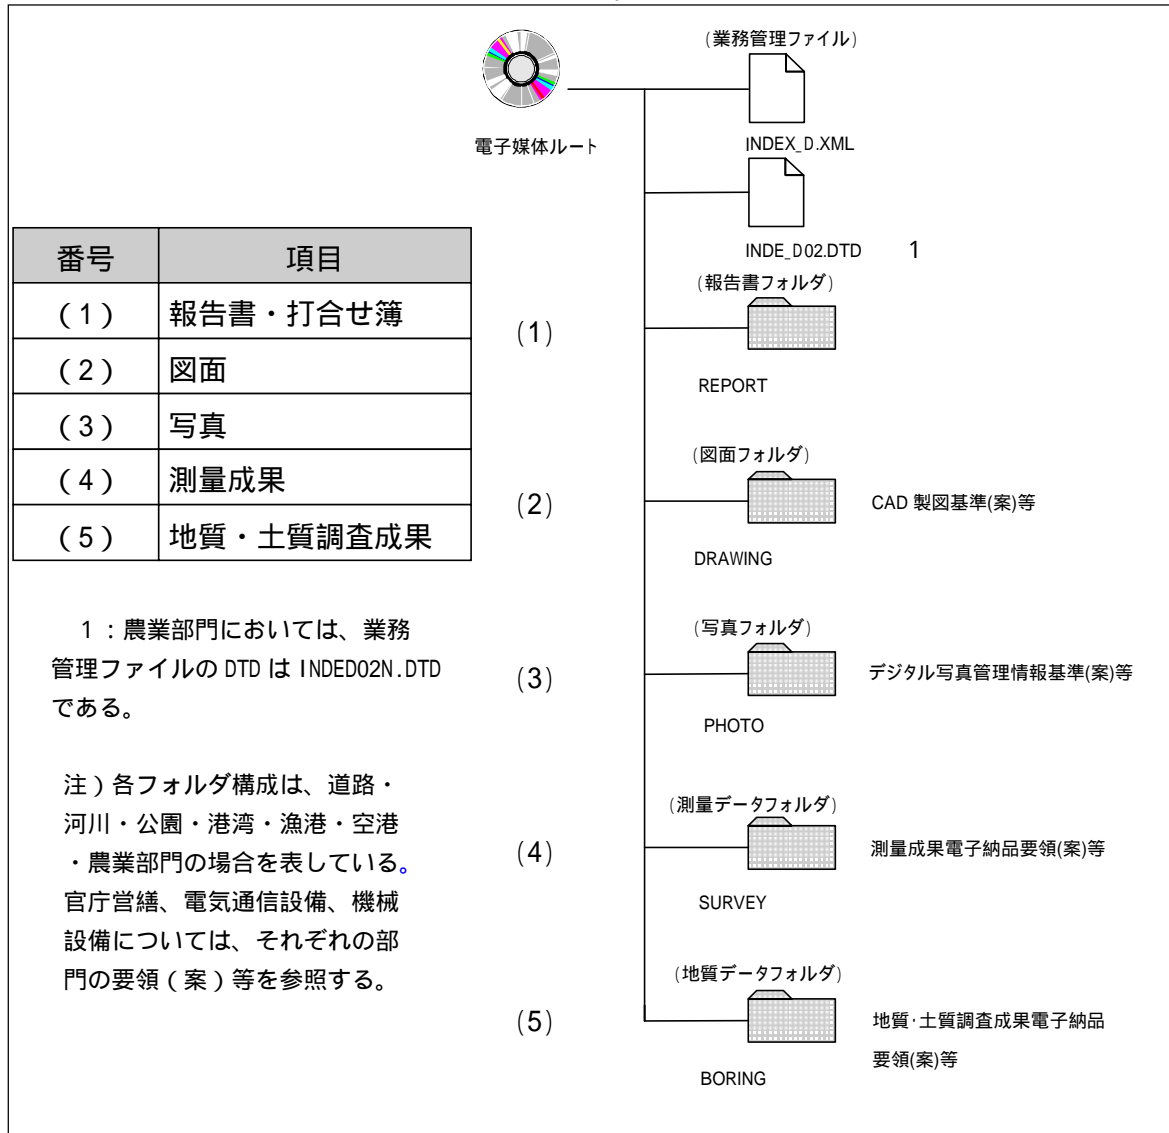 (業務管理ファイル)
電子媒体ルート
INDEX_D.XML
INDE_D02.DTD 1
番号 項目
(1) 報告書・打合せ簿
(2) 図面
(3) 写真
(4) 測量成果
(5) 地質・土質調査成果
1:農業部門においては、業務
管理ファイルの DTD は INDED02N.DTD
である。
注)各フォルダ構成は、道路・
河川・公園・港湾・漁港・空港
・農業部門の場合を表している。
官庁営繕、電気通信設備、機械
設備については、それぞれの部
門の要領(案)等を参照する。
(報告書フォルダ)
(1)
REPORT
(図面フォルダ)
(2) CAD 製図基準(案)等
DRAWING
(写真フォルダ)
(3) デジタル写真管理情報基準(案)等
PHOTO
(測量データフォルダ)
(4) 測量成果電子納品要領(案)等
SURVEY
(地質データフォルダ)
(5) 地質・土質調査成果電子納品
要領(案)等
BORING